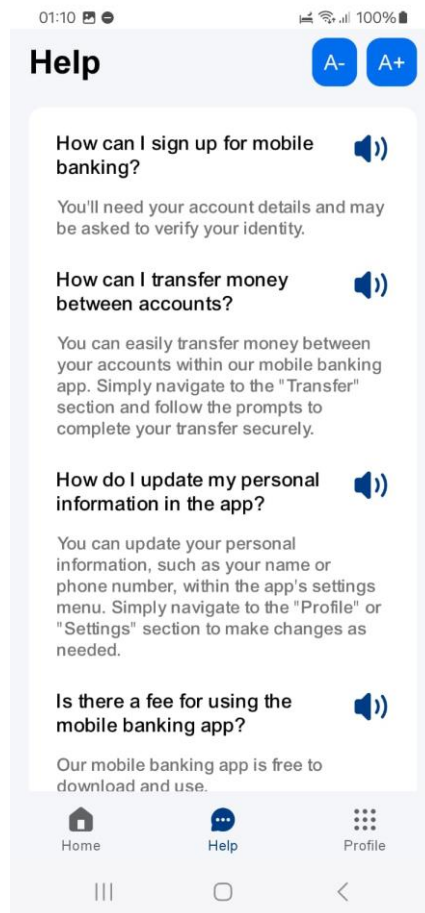 01:10 100%
Help A- A+
How can I sign up for mobile
banking?
You'll need your account details and may
be asked to verify your identity.
How can I transfer money
between accounts?
You can easily transfer money between
your accounts within our mobile banking
app. Simply navigate to the "Transfer"
section and follow the prompts to
complete your transfer securely.
How do I update my personal
information in the app?
You can update your personal
information, such as your name or
phone number, within the app's settings
menu. Simply navigate to the "Profile" or
"Settings" section to make changes as
needed.
Is there a fee for using the
mobile banking app?
Our mobile banking app is free to
download and use.
Home Help Profile